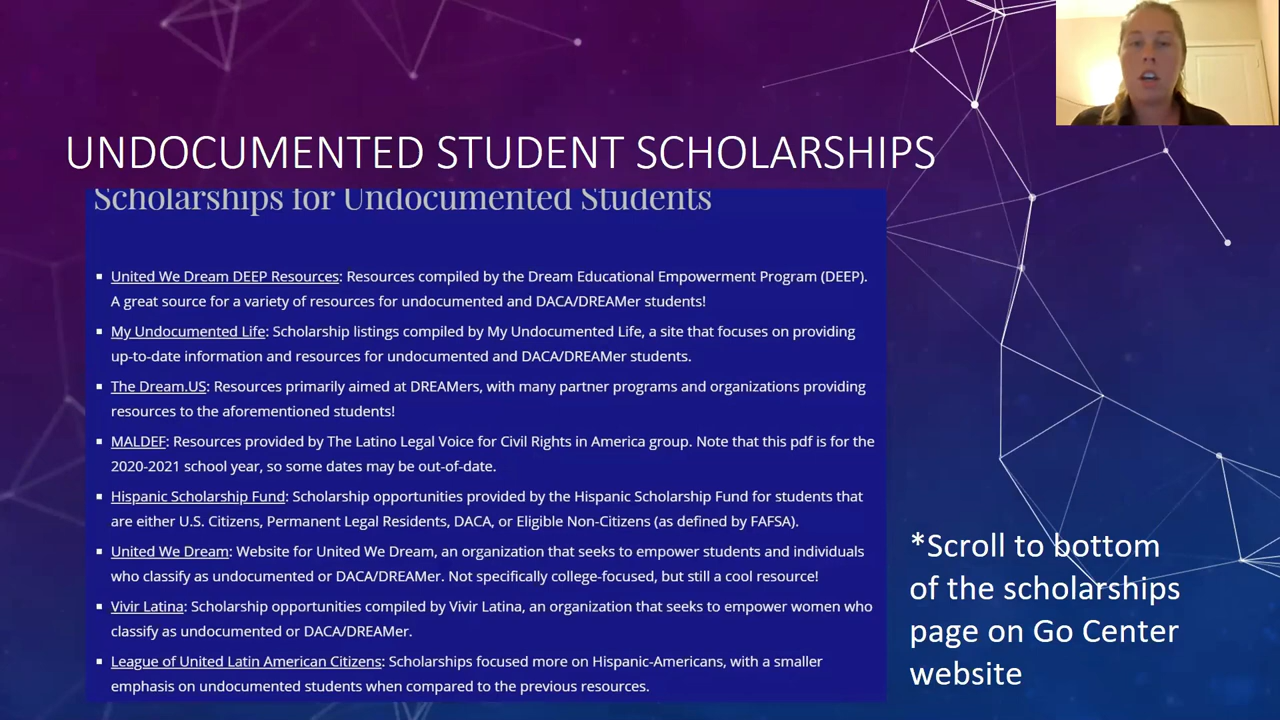 UNDOCUMENTED STUDENT SCHOLARSHIPS
Scholarships for Undocumented Students
▪ United We Dream DEEP Resources: Resources compiled by the Dream Educational Empowerment Program (DEEP).
A great source for a variety of resources for undocumented and DACA/DREAMer students!
▪ My Undocumented Life: Scholarship listings compiled by My Undocumented Life, a site that focuses on providing
up-to-date information and resources for undocumented and DACA/DREAMer students.
▪ The Dream.US: Resources primarily aimed at DREAMers, with many partner programs and organizations providing
resources to the aforementioned students!
▪ MALDEF: Resources provided by The Latino Legal Voice for Civil Rights in America group. Note that this pdf is for the
2020-2021 school year, so some dates may be out-of-date.
▪ Hispanic Scholarship Fund: Scholarship opportunities provided by the Hispanic Scholarship Fund for students that
are either U.S. Citizens, Permanent Legal Residents, DACA, or Eligible Non-Citizens (as defined by FAFSA).
▪ United We Dream: Website for United We Dream, an organization that seeks to empower students and individuals
who classify as undocumented or DACA/DREAMer. Not specifically college-focused, but still a cool resource!
▪ Vivir Latina: Scholarship opportunities compiled by Vivir Latina, an organization that seeks to empower women who
classify as undocumented or DACA/DREAMer.
▪ League of United Latin American Citizens: Scholarships focused more on Hispanic-Americans, with a smaller
emphasis on undocumented students when compared to the previous resources.
*Scroll to bottom
of the scholarships
page on Go Center
website